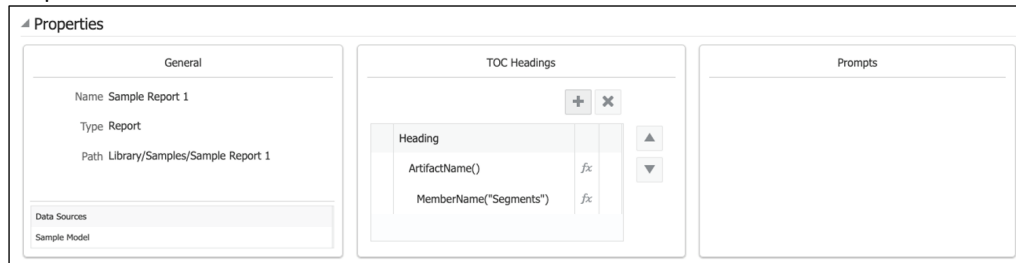 Properties
General
Name Sample Report 1
Type Report
Path Library/Samples/Sample Report 1
Data Sources
Sample Model
TOC Headings
Heading
ArtifactName() fx
MemberName("Segments") fx
Prompts